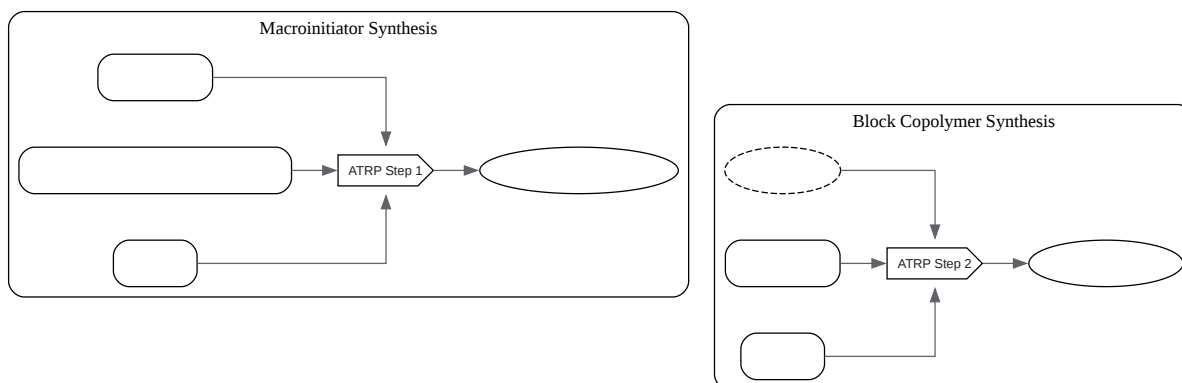 Macroinitiator Synthesis
ATRP Step 1
Block Copolymer Synthesis
ATRP Step 2